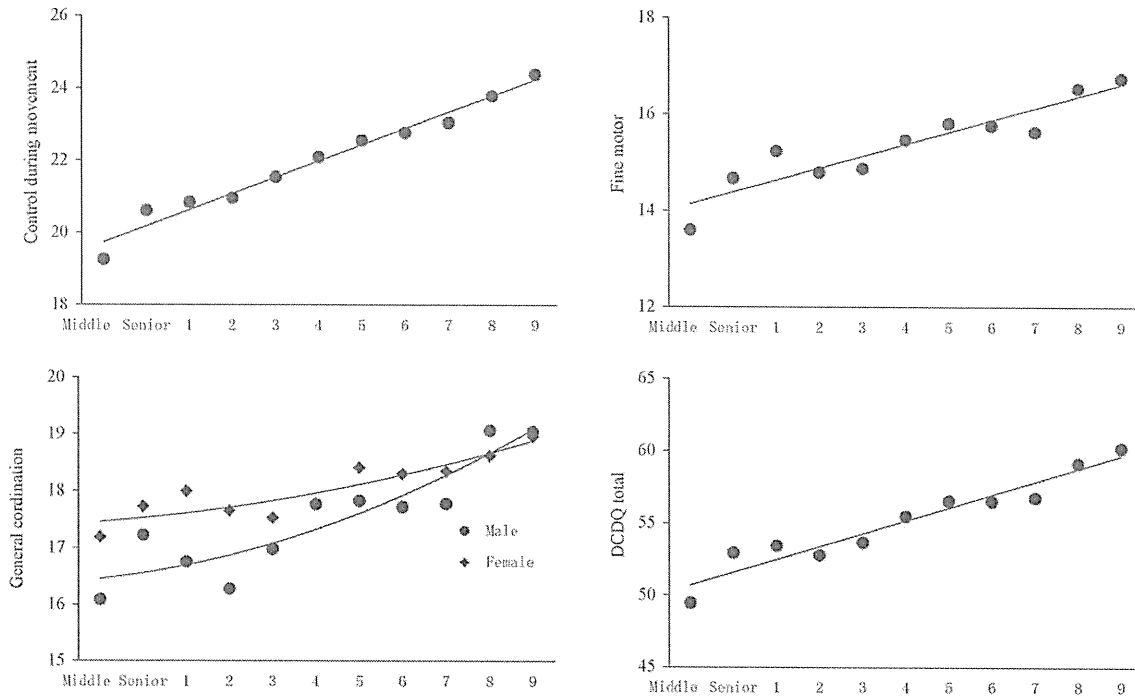 26
24
22
20
18
Control during movement
Middle Senior 1 2 3 4 5 6 7 8 9
18
16
14
12
Fine motor
Middle Senior 1 2 3 4 5 6 7 8 9
20
19
18
17
16
15
General cordination
Male
Female
Middle Senior 1 2 3 4 5 6 7 8 9
65
60
55
50
45
DCDQ total
Middle Senior 1 2 3 4 5 6 7 8 9